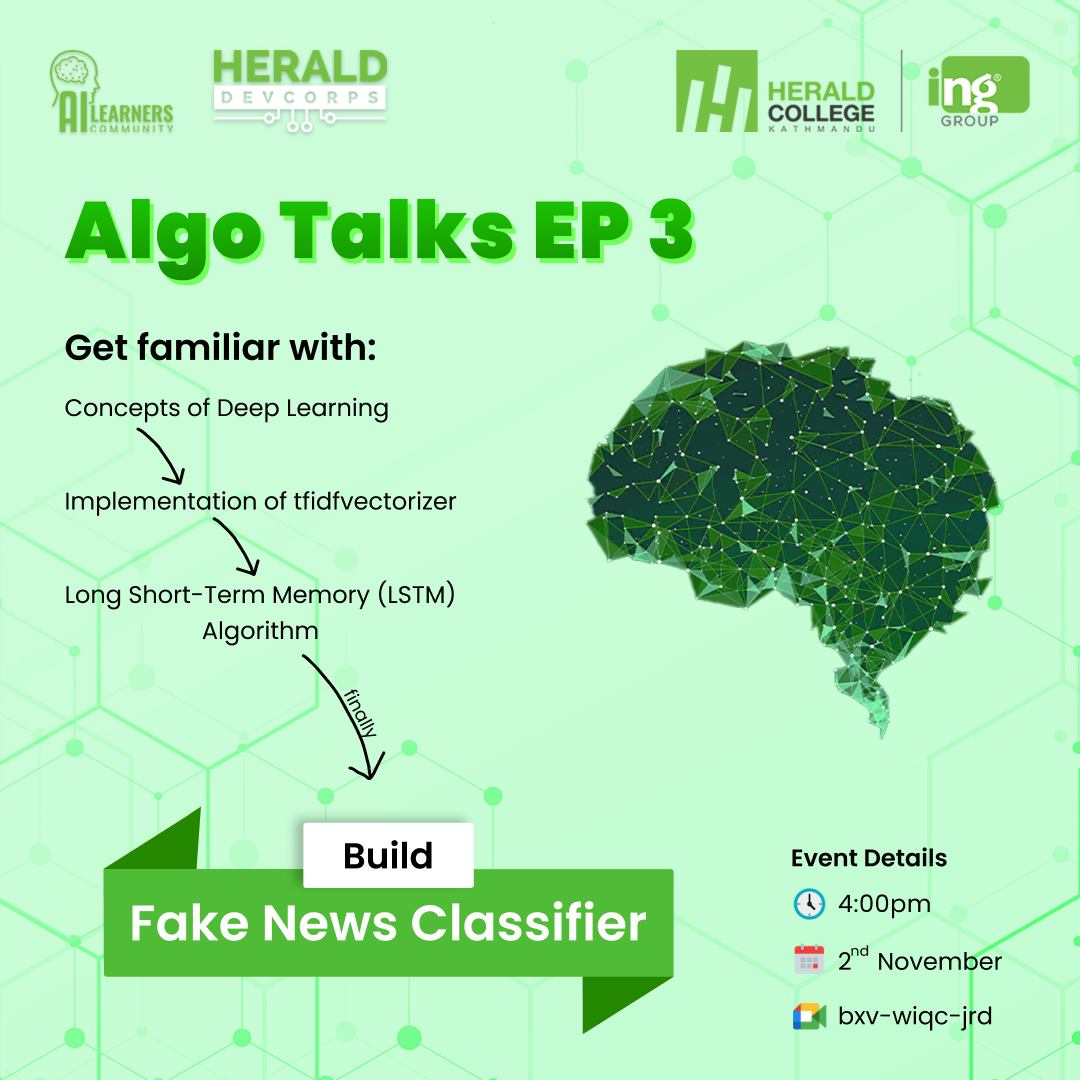 AI LEARNERS
COMMUNITY
HERALD
DEVCORPS
HERALD
COLLEGE
KATHMANDU
ing®
GROUP
Algo Talks EP 3
Get familiar with:
Concepts of Deep Learning
Implementation of tfidfvectorizer
Long Short-Term Memory (LSTM)
Algorithm
finally
Build
Fake News Classifier
Event Details
4:00pm
2nd November
bxv-wiqc-jrd